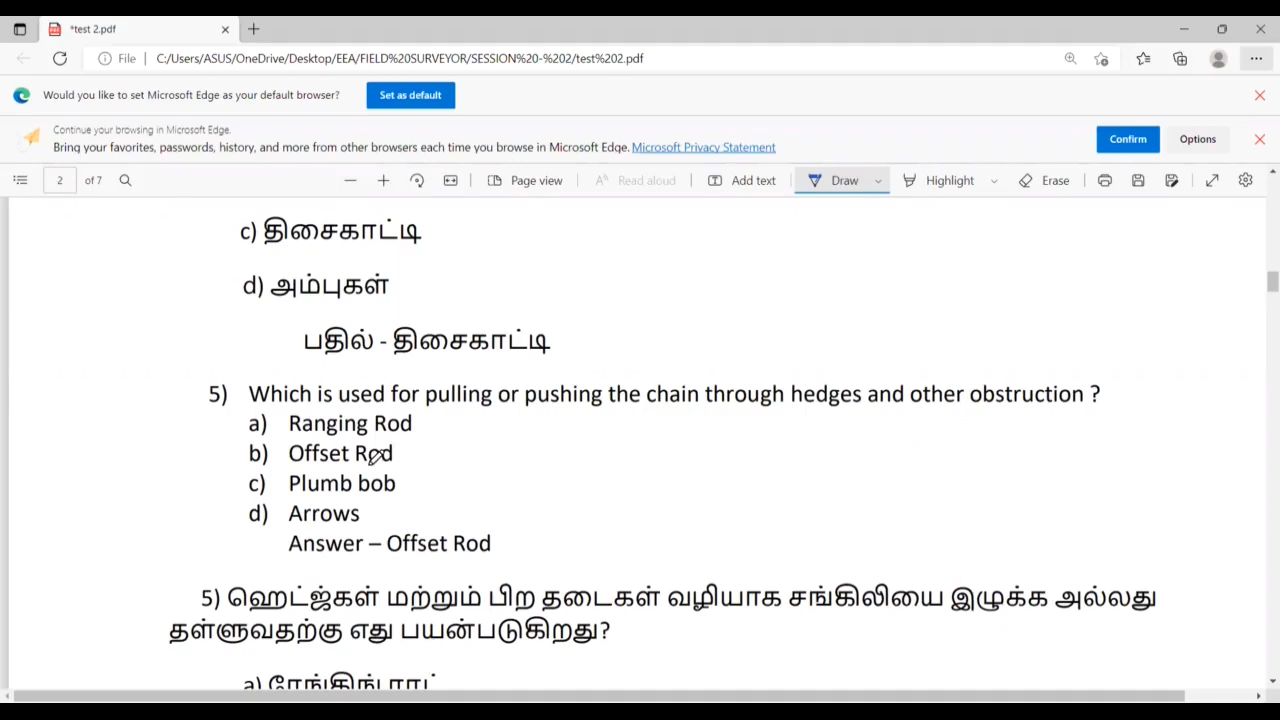 *test 2.pdf
File
C:/Users/ASUS/OneDrive/Desktop/EEA/FIELD%20SURVEYOR/SESSION%20-%202/test%202.pdf
Would you like to set Microsoft Edge as your default browser? Set as default
Continue your browsing in Microsoft Edge.
Bring your favorites, passwords, history, and more from other browsers each time you browse in Microsoft Edge. Microsoft Privacy Statement Confirm Options
2 of 7 Page view Read aloud Add text Draw Highlight Erase
c) திசைகாட்டி
d) அம்புகள்
பதில் - திசைகாட்டி
5) Which is used for pulling or pushing the chain through hedges and other obstruction ?
a) Ranging Rod
b) Offset Rod
c) Plumb bob
d) Arrows
Answer – Offset Rod
5) ஹெட்ஜ்கள் மற்றும் பிற தடைகள் வழியாக சங்கிலியை இழுக்க அல்லது
தள்ளுவதற்கு எது பயன்படுகிறது?
a)